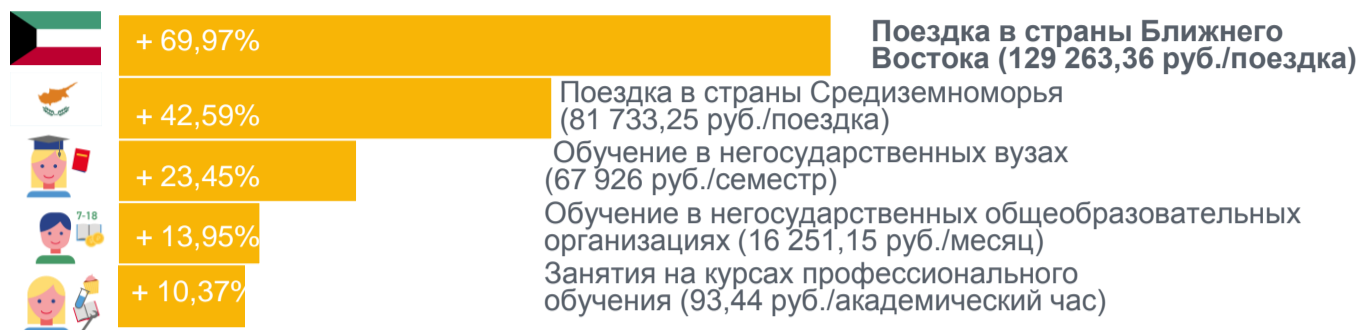 + 69,97%
Поездка в страны Ближнего
Востока (129 263,36 руб./поездка)
+ 42,59%
Поездка в страны Средиземноморья
(81 733,25 руб./поездка)
+ 23,45%
Обучение в негосударственных вузах
(67 926 руб./семестр)
7-18
+ 13,95%
Обучение в негосударственных общеобразовательных
организациях (16 251,15 руб./месяц)
+ 10,37%
Занятия на курсах профессионального
обучения (93,44 руб./академический час)